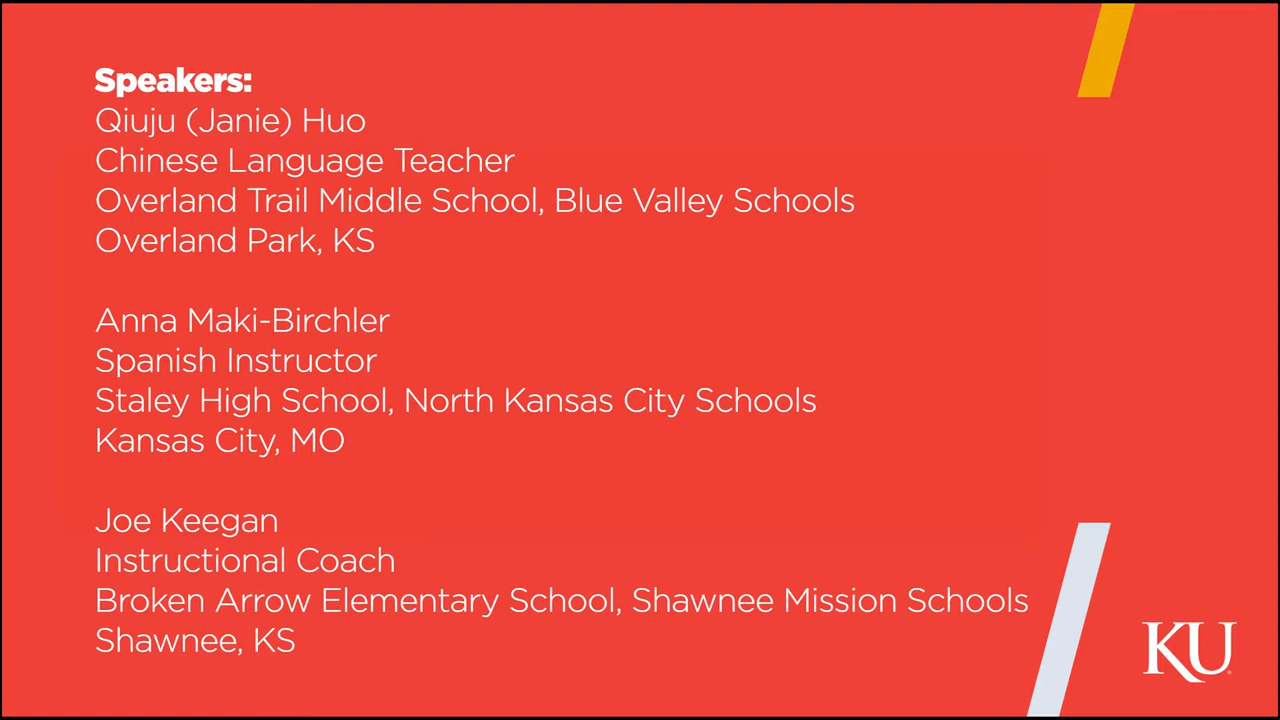 Speakers:
Qiuju (Janie) Huo
Chinese Language Teacher
Overland Trail Middle School, Blue Valley Schools
Overland Park, KS
Anna Maki-Birchler
Spanish Instructor
Staley High School, North Kansas City Schools
Kansas City, MO
Joe Keegan
Instructional Coach
Broken Arrow Elementary School, Shawnee Mission Schools
Shawnee, KS
KU